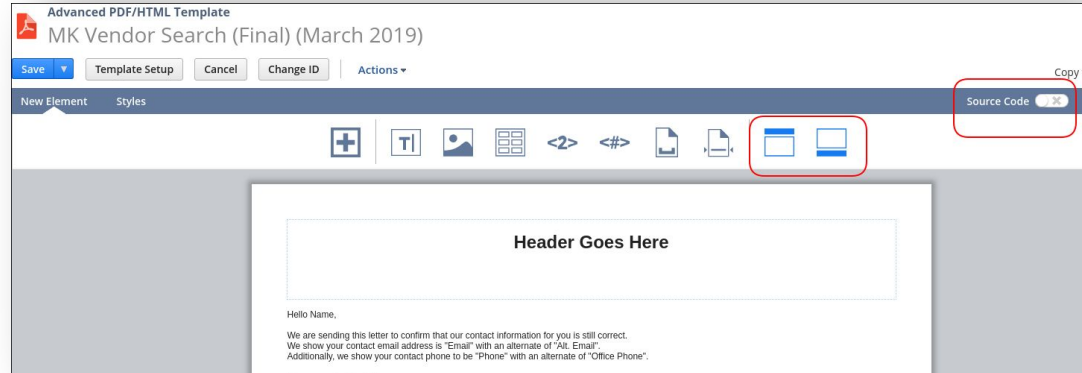 Advanced PDF/HTML Template
MK Vendor Search (Final) (March 2019)
Save
Template Setup
Cancel
Change ID
Actions
Copy
New Element
Styles
Source Code
T|
<2>
<#>
Header Goes Here
Hello Name,
We are sending this letter to confirm that our contact information for you is still correct.
We show your contact email address is "Email" with an alternate of "Alt. Email".
Additionally, we show your contact phone to be "Phone" with an alternate of "Office Phone".